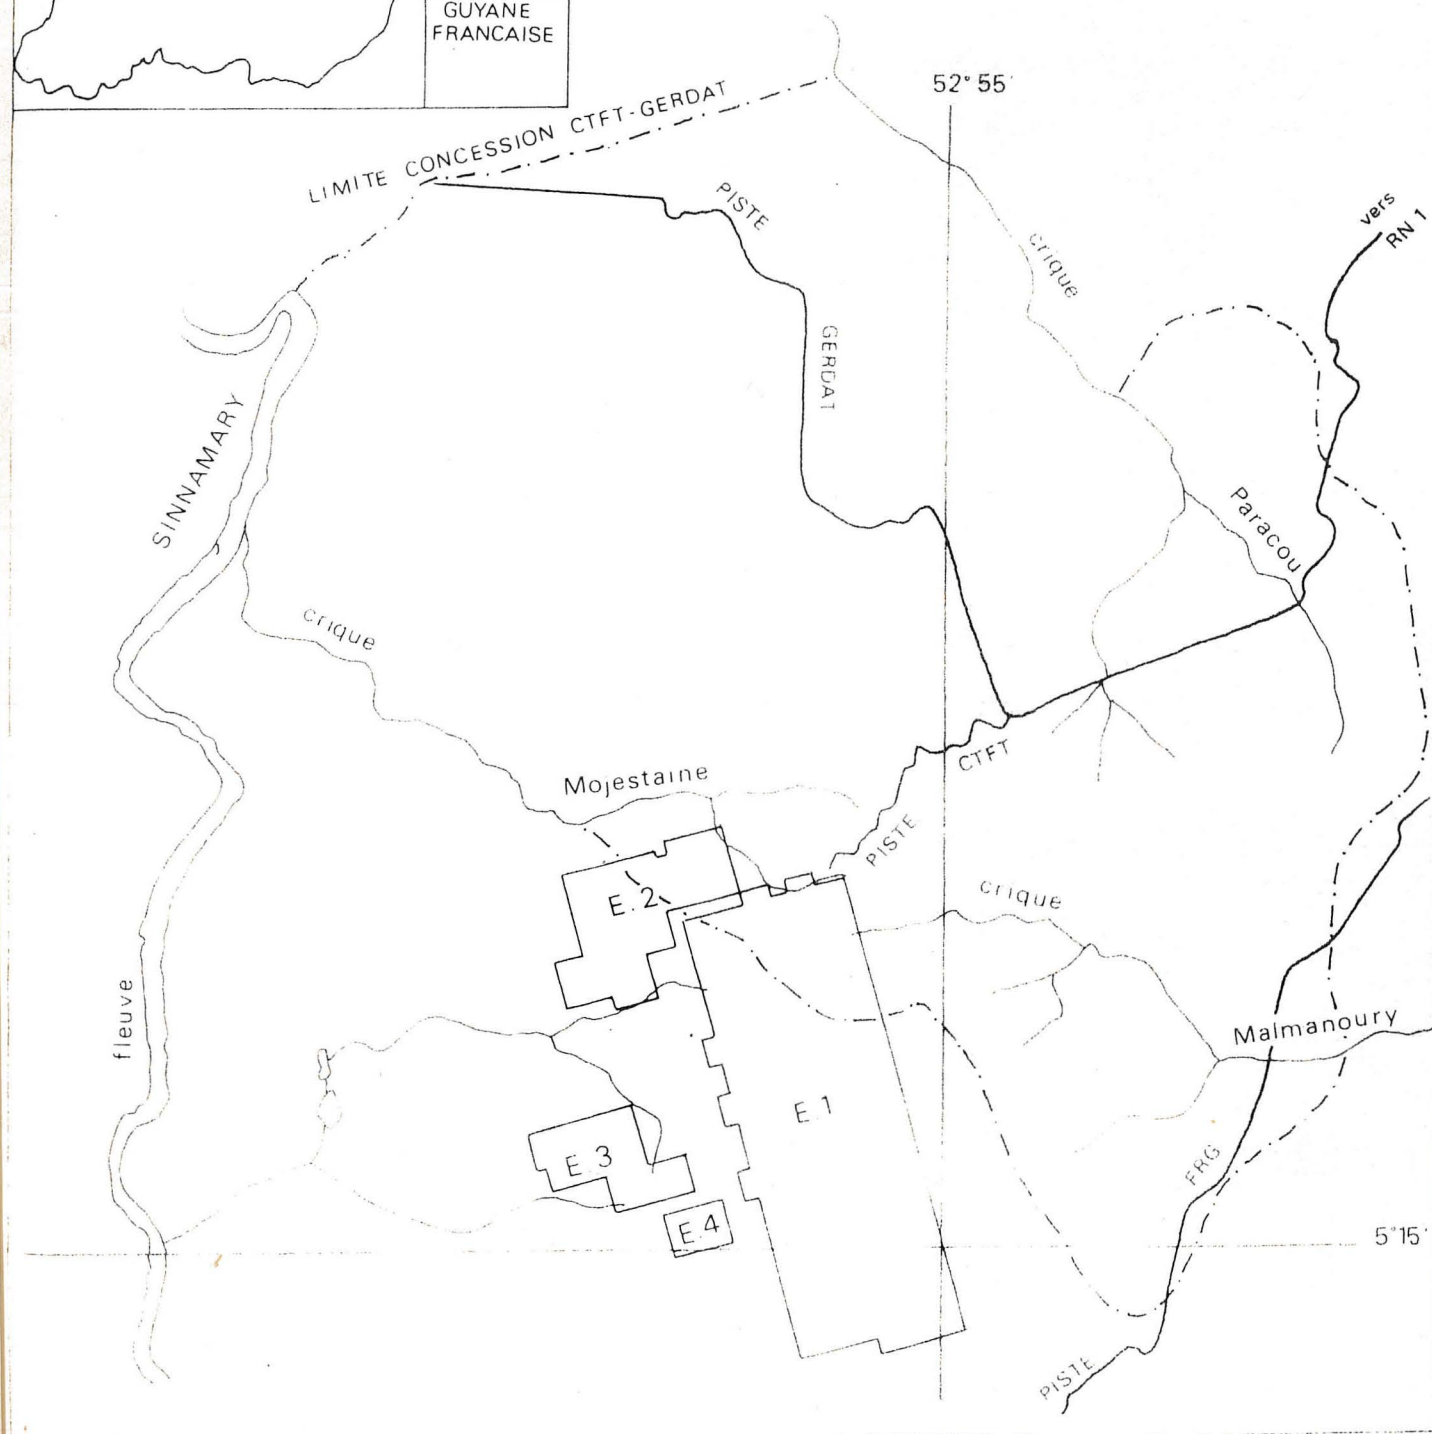 GUYANE
FRANCAISE
52° 55'
LIMITE CONCESSION CTFT-GERDAT
PISTE
GERDAT
vers
RN 1
crique
Paracou
SINNAMARY
crique
Mojestaine
CTFT
PISTE
crique
Malmanoury
E.2
fleuve
E.1
E.3
E.4
FRG
5°15'
PISTE